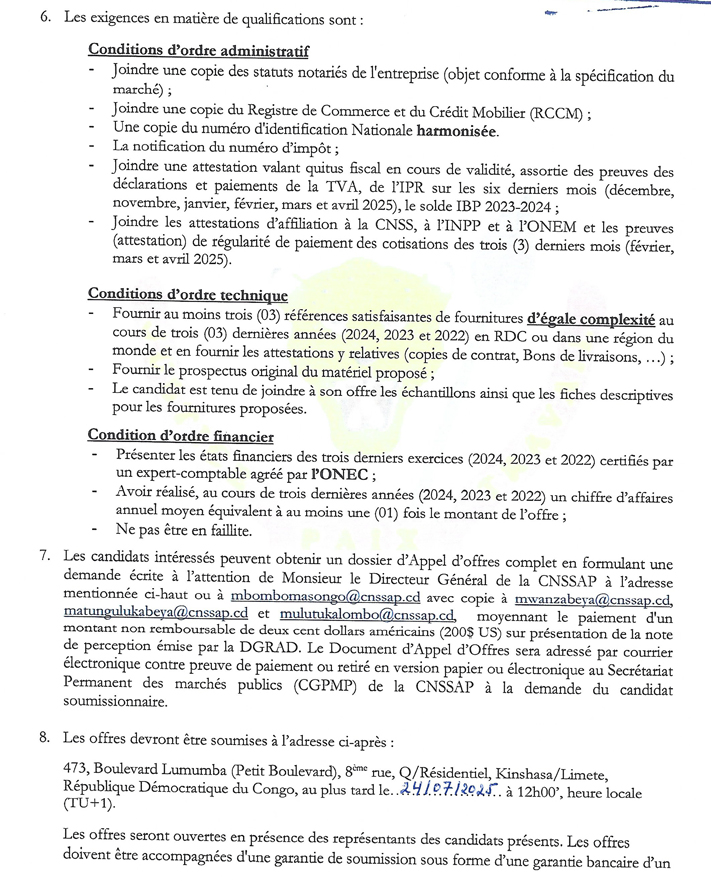 6. Les exigences en matière de qualifications sont :
Conditions d'ordre administratif
- Joindre une copie des statuts notariés de l'entreprise (objet conforme à la spécification du
marché) ;
- Joindre une copie du Registre de Commerce et du Crédit Mobilier (RCCM) ;
- Une copie du numéro d'identification Nationale harmonisée.
- La notification du numéro d'impôt ;
- Joindre une attestation valant quitus fiscal en cours de validité, assortie des preuves des
déclarations et paiements de la TVA, de l'IPR sur les six derniers mois (décembre,
novembre, janvier, février, mars et avril 2025), le solde IBP 2023-2024 ;
- Joindre les attestations d'affiliation à la CNSS, à l'INPP et à l'ONEM et les preuves
(attestation) de régularité de paiement des cotisations des trois (3) derniers mois (février,
mars et avril 2025).
Conditions d'ordre technique
- Fournir au moins trois (03) références satisfaisantes de fournitures d'égale complexité au
cours de trois (03) dernières années (2024, 2023 et 2022) en RDC ou dans une région du
monde et en fournir les attestations y relatives (copies de contrat, Bons de livraisons, …) ;
- Fournir le prospectus original du matériel proposé ;
- Le candidat est tenu de joindre à son offre les échantillons ainsi que les fiches descriptives
pour les fournitures proposées.
Condition d'ordre financier
- Présenter les états financiers des trois derniers exercices (2024, 2023 et 2022) certifiés par
un expert-comptable agréé par l'ONEC ;
- Avoir réalisé, au cours de trois dernières années (2024, 2023 et 2022) un chiffre d'affaires
annuel moyen équivalent à au moins une (01) fois le montant de l'offre ;
- Ne pas être en faillite.
PAIX
7. Les candidats intéressés peuvent obtenir un dossier d'Appel d'offres complet en formulant une
demande écrite à l'attention de Monsieur le Directeur Général de la CNSSAP à l'adresse
mentionnée ci-haut ou à mbombomasongo@cnssap.cd avec copie à mwanzabeya@cnssap.cd,
matungulukabeya@cnssap.cd et mulutukalombo@cnssap.cd, moyennant le paiement d'un
montant non remboursable de deux cent dollars américains (200$ US) sur présentation de la note
de perception émise par la DGRAD. Le Document d'Appel d'Offres sera adressé par courrier
électronique contre preuve de paiement ou retiré en version papier ou électronique au Secrétariat
Permanent des marchés publics (CGPMP) de la CNSSAP à la demande du candidat
soumissionnaire.
8. Les offres devront être soumises à l'adresse ci-après :
473, Boulevard Lumumba (Petit Boulevard), 8ème rue, Q/Résidentiel, Kinshasa/Limete,
République Démocratique du Congo, au plus tard le..24/07/2025.. à 12h00', heure locale
(TU+1).
Les offres seront ouvertes en présence des représentants des candidats présents. Les offres
doivent être accompagnées d'une garantie de soumission sous forme d'une garantie bancaire d'un